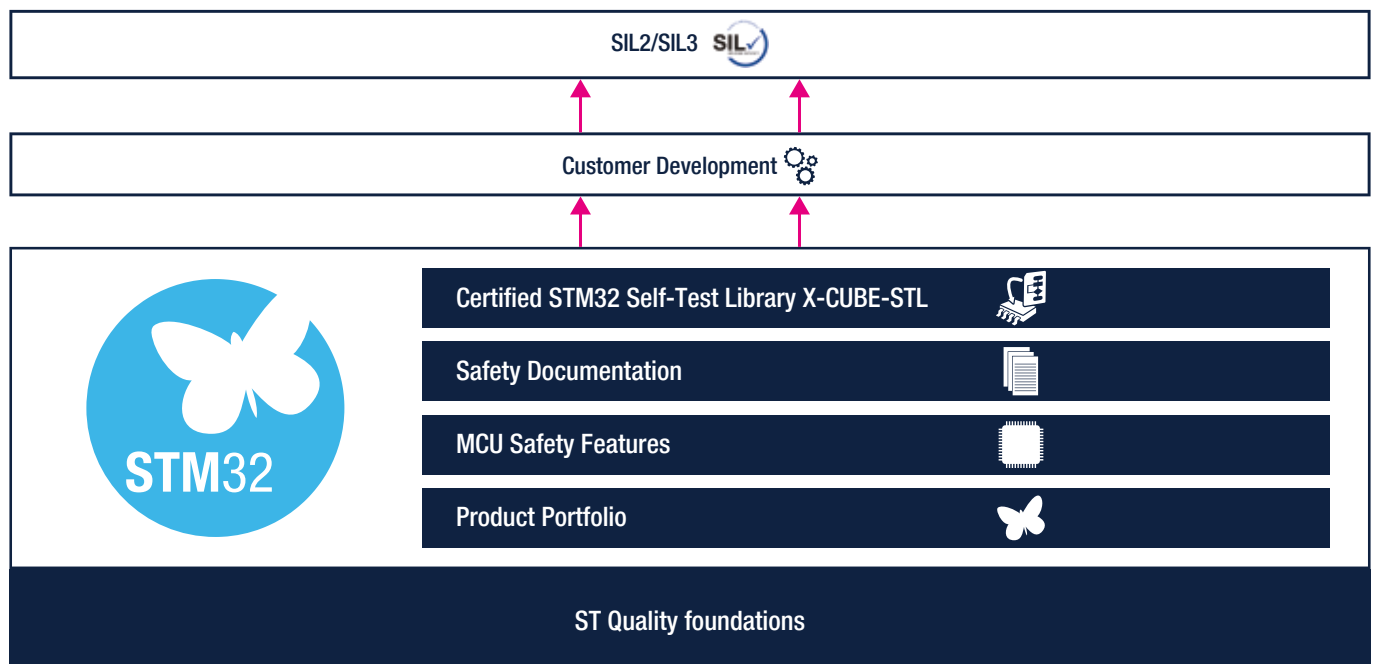 SIL2/SIL3 SIL
Customer Development
Certified STM32 Self-Test Library X-CUBE-STL
Safety Documentation
MCU Safety Features
Product Portfolio
STM32
ST Quality foundations